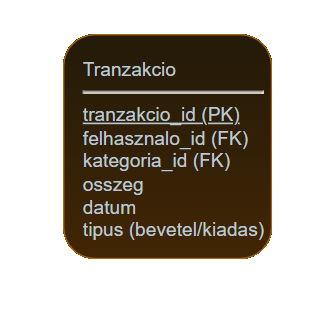 Tranzakcio
tranzakcio_id (PK)
felhasznalo_id (FK)
kategoria_id (FK)
osszeg
datum
tipus (bevetel/kiadas)